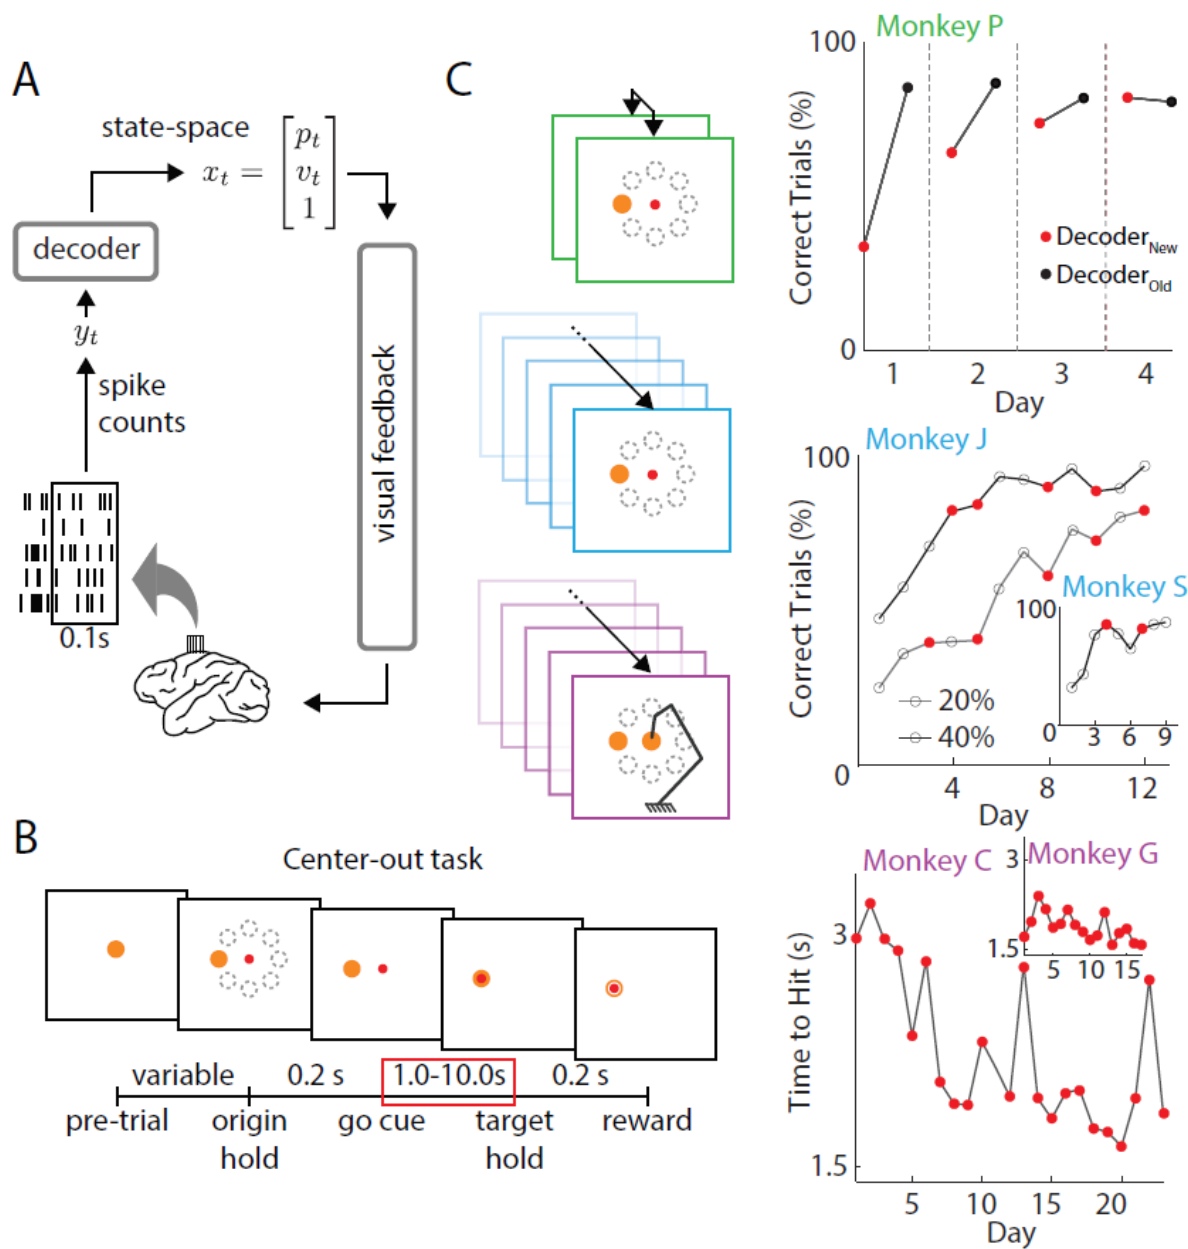 A
state-space
x_t = [p_t
v_t
1]
decoder
y_t
spike
counts
0.1s
visual feedback
B
Center-out task
variable
0.2 s
1.0-10.0s
0.2 s
pre-trial
origin
hold
go cue
target
hold
reward
C
Monkey P
100
0
Correct Trials (%)
Decoder_New
Decoder_Old
1 2 3 4
Day
Monkey J
100
0
Correct Trials (%)
20%
40%
4 8 12
Day
Monkey S
100
0
3 6 9
Monkey C
3
1.5
Time to Hit (s)
5 10 15 20
Day
Monkey G
3
1.5
5 10 15